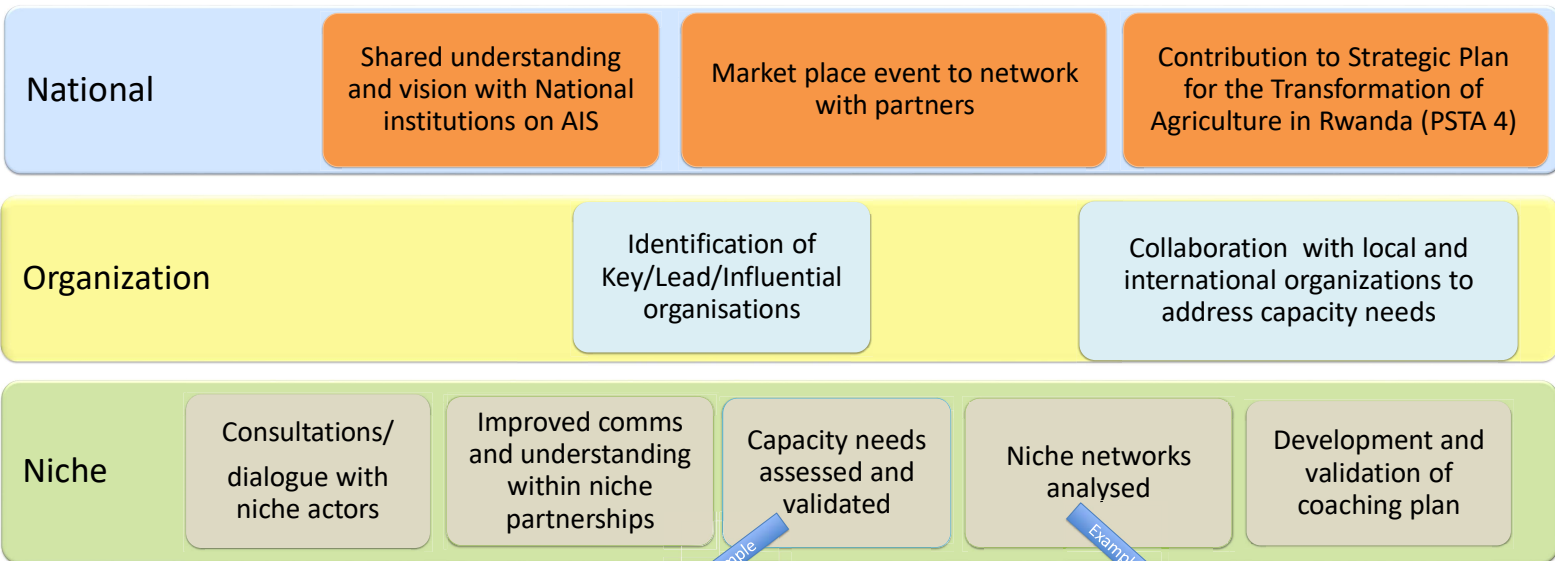 National
Shared understanding
and vision with National
institutions on AIS
Market place event to network
with partners
Contribution to Strategic Plan
for the Transformation of
Agriculture in Rwanda (PSTA 4)
Organization
Identification of
Key/Lead/Influential
organisations
Collaboration with local and
international organizations to
address capacity needs
Niche
Consultations/
dialogue with
niche actors
Improved comms
and understanding
within niche
partnerships
Capacity needs
assessed and
validated
Niche networks
analysed
Development and
validation of
coaching plan